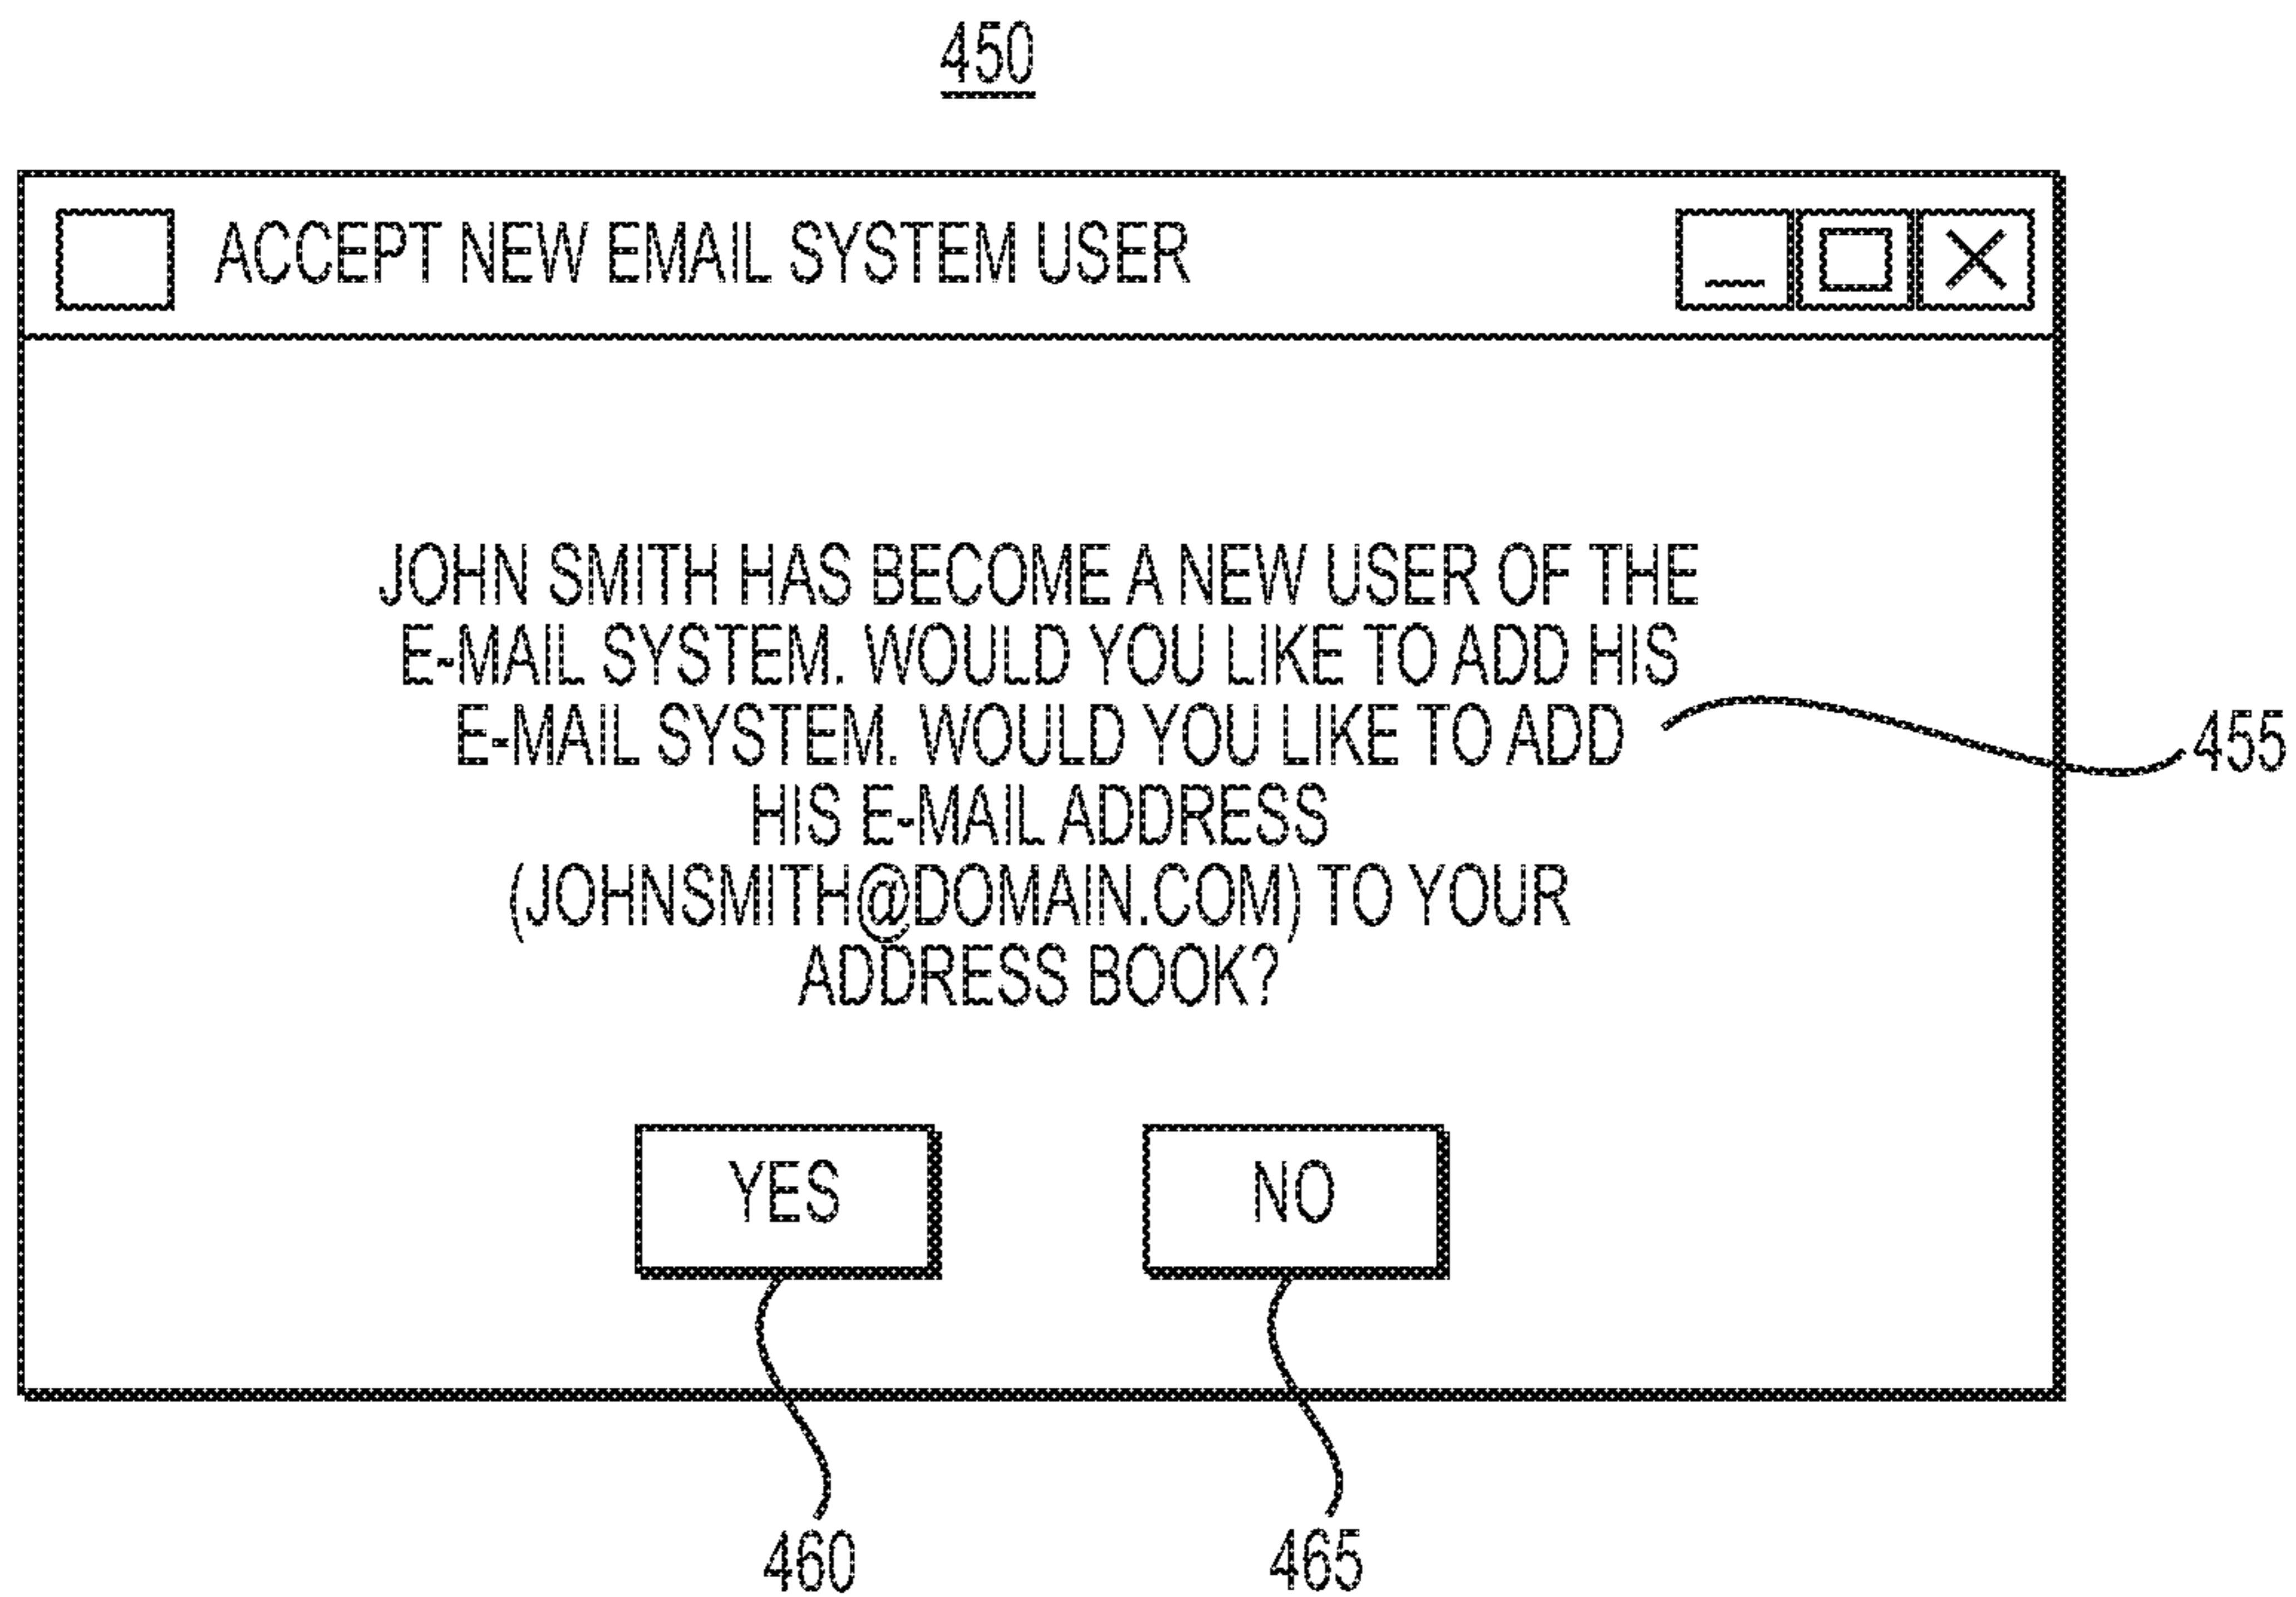 450
ACCEPT NEW EMAIL SYSTEM USER
JOHN SMITH HAS BECOME A NEW USER OF THE
E-MAIL SYSTEM. WOULD YOU LIKE TO ADD HIS
E-MAIL SYSTEM. WOULD YOU LIKE TO ADD
HIS E-MAIL ADDRESS
(JOHNSMITH@DOMAIN.COM) TO YOUR
ADDRESS BOOK?
455
YES
NO
460
465